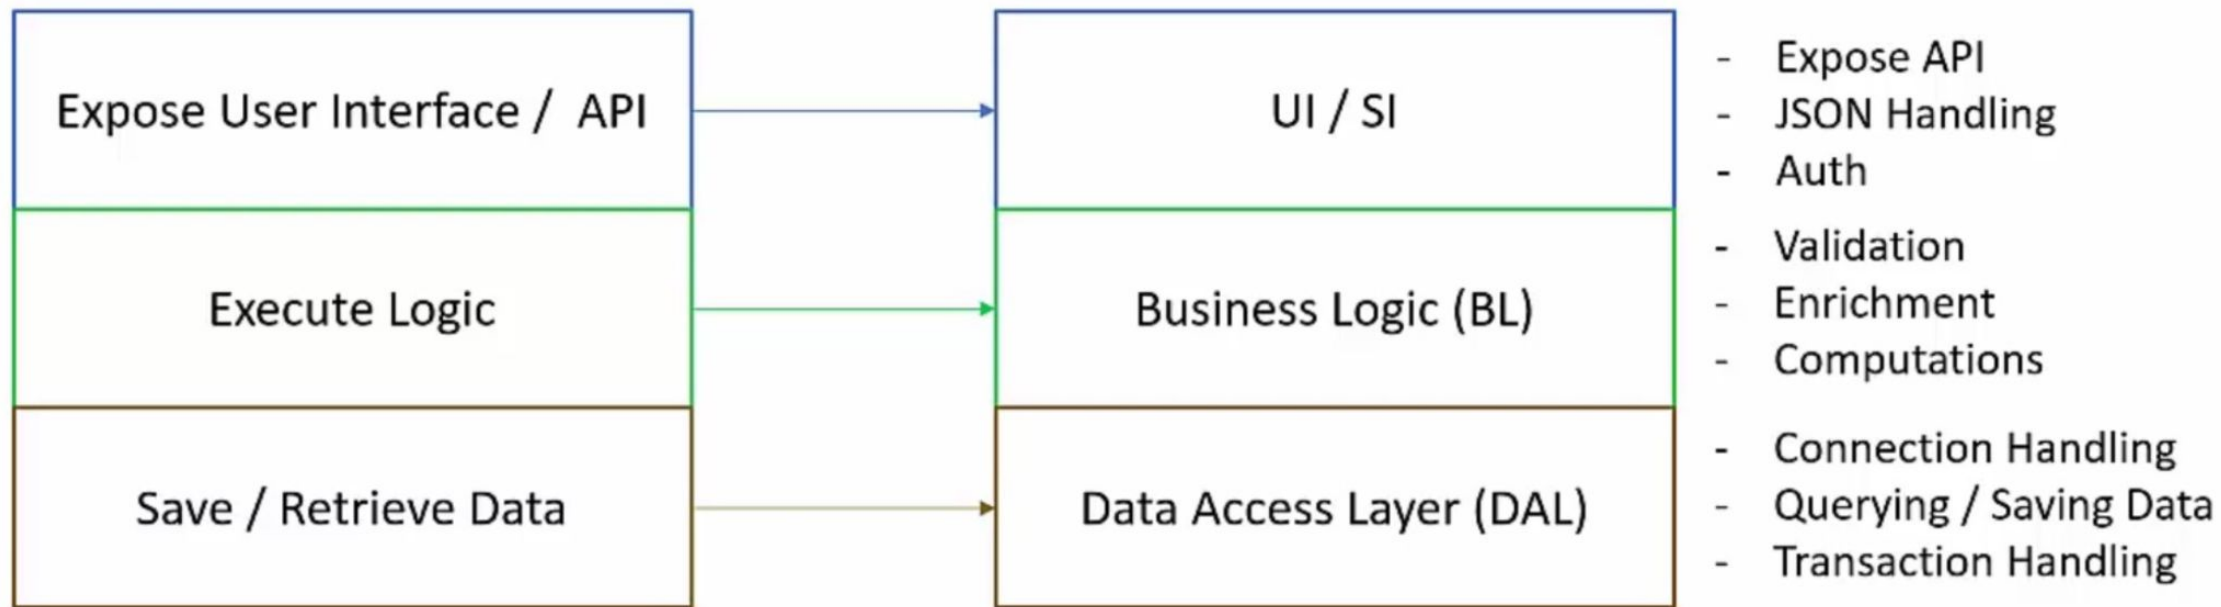 Expose User Interface / API
UI / SI
- Expose API
- JSON Handling
- Auth
Execute Logic
Business Logic (BL)
- Validation
- Enrichment
- Computations
Save / Retrieve Data
Data Access Layer (DAL)
- Connection Handling
- Querying / Saving Data
- Transaction Handling